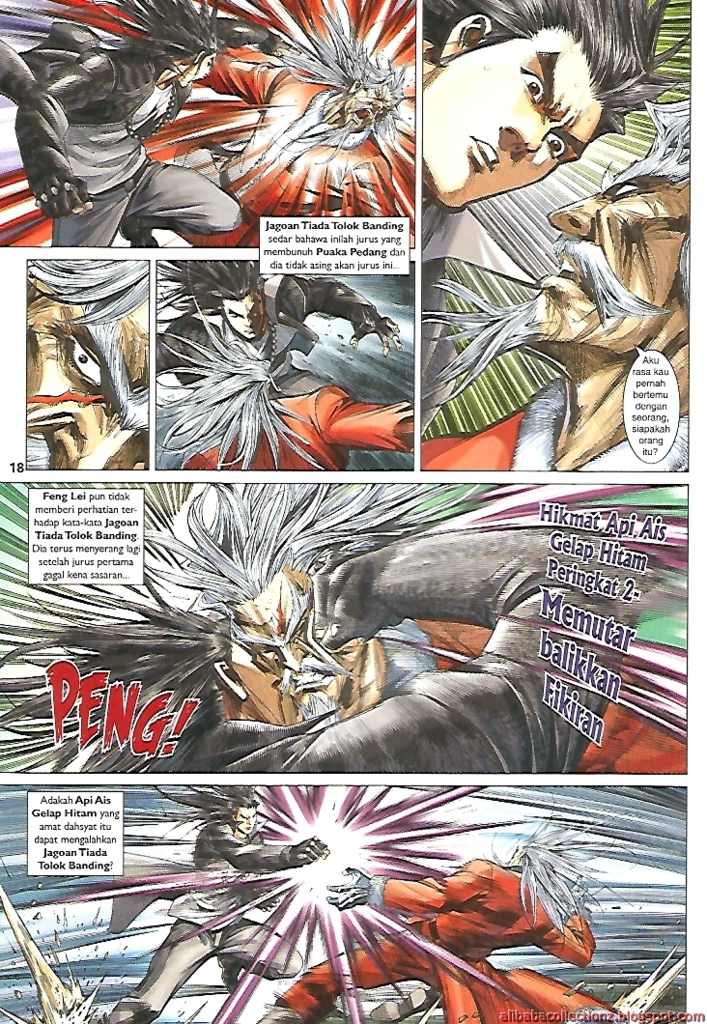 Jagoan Tiada Tolok Banding
sedar bahawa inilah jurus yang
membunuh Puaka Pedang dan
dia tidak asing akan jurus ini...
Aku
rasa kau
pernah
bertemu
dengan
seorang,
siapakah
orang
itu?
18
Feng Lei pun tidak
memberi perhatian ter-
hadap kata-kata Jagoan
Tiada Tolok Banding.
Dia terus menyerang lagi
setelah jurus pertama
gagal kena sasaran...
Hikmat Api Ais
Gelap Hitam
Peringkat 2-
Memutar
balikkan
Fikiran
PENG!
Adakah Api Ais
Gelap Hitam yang
amat dahsyat itu
dapat mengalahkan
Jagoan Tiada
Tolok Banding?
alibabacollectionz.blogspot.com